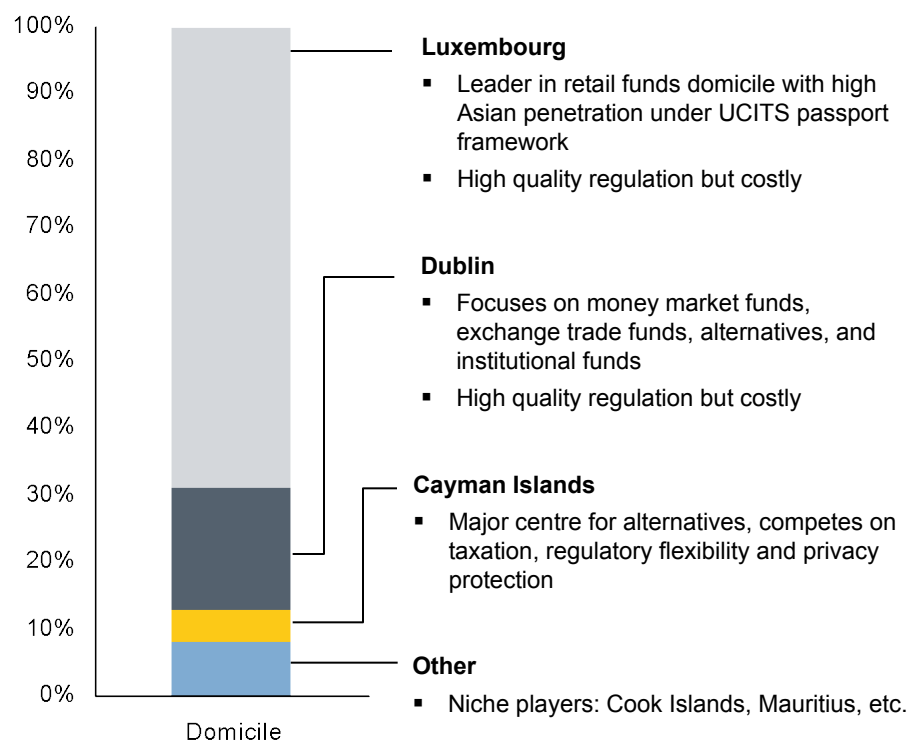 100%
90%
80%
70%
60%
50%
40%
30%
20%
10%
0%
Domicile
Luxembourg
▪ Leader in retail funds domicile with high
Asian penetration under UCITS passport
framework
▪ High quality regulation but costly
Dublin
▪ Focuses on money market funds,
exchange trade funds, alternatives, and
institutional funds
▪ High quality regulation but costly
Cayman Islands
▪ Major centre for alternatives, competes on
taxation, regulatory flexibility and privacy
protection
Other
▪ Niche players: Cook Islands, Mauritius, etc.